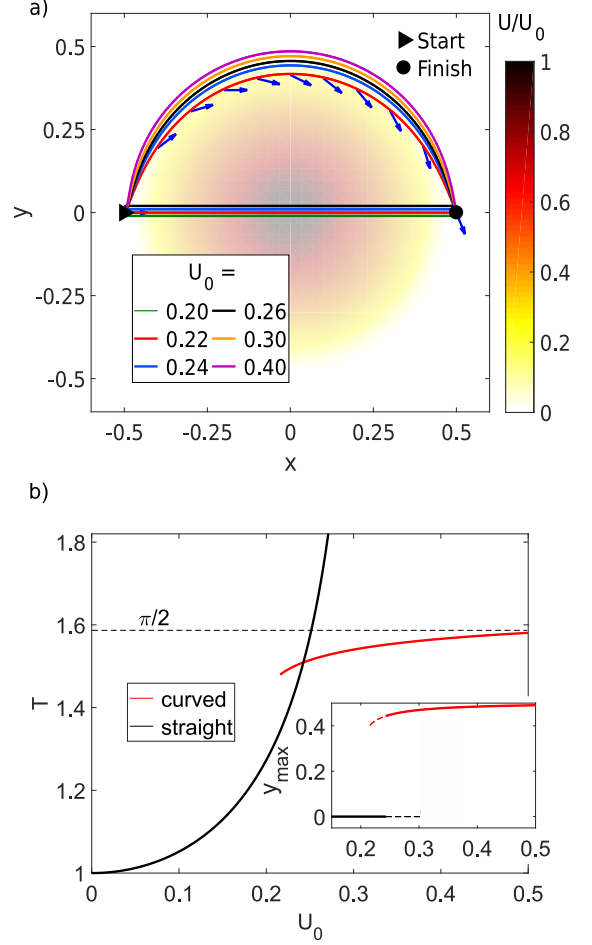 a)
0.5
0.25
0
-0.25
-0.5
y
-0.5 -0.25 0 0.25 0.5
x
Start
Finish
U/U0
1
0.8
0.6
0.4
0.2
0
U0 =
0.20 0.26
0.22 0.30
0.24 0.40
b)
1.8
1.6
1.4
1.2
1
T
π/2
curved
straight
0 0.1 0.2 0.3 0.4 0.5
U0
0.4
0
ymax
0.2 0.3 0.4 0.5